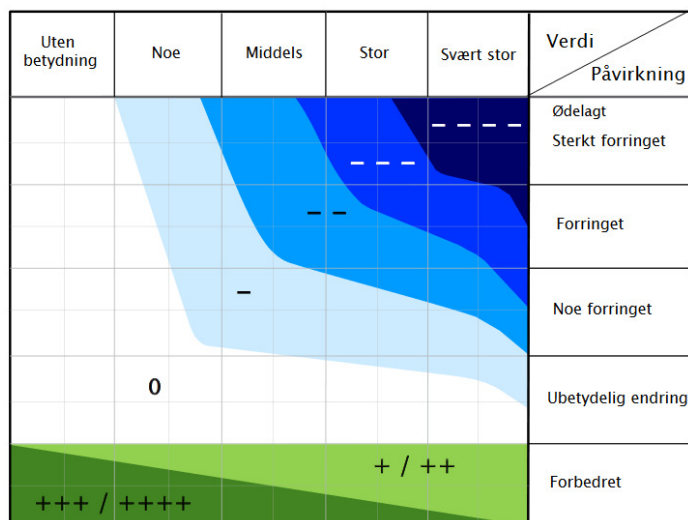 Uten
betydning
Noe
Middels
Stor
Svært stor
Verdi
Påvirkning
Ødelagt
Sterkt forringet
- - - -
- - -
- -
Forringet
-
Noe forringet
0
Ubetydelig endring
+ / ++
Forbedret
+++ / ++++